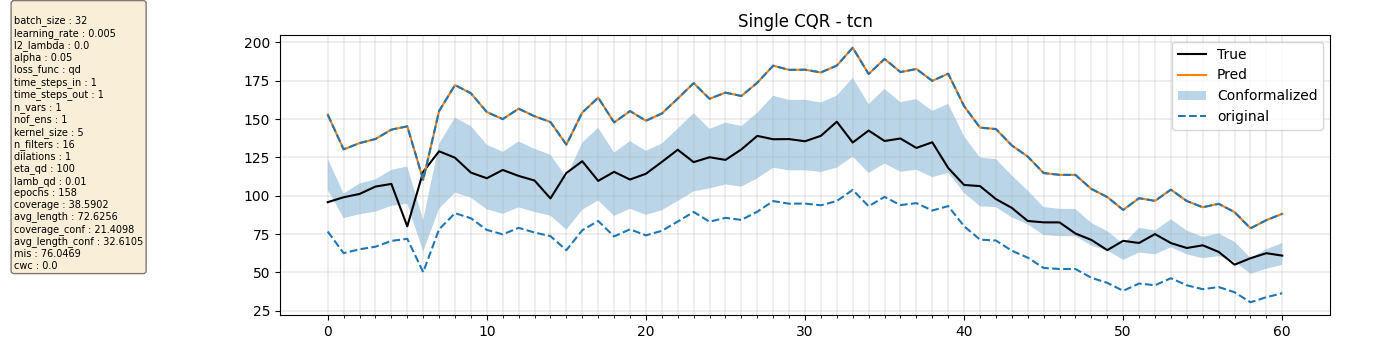 batch_size : 32
learning_rate : 0.005
l2_lambda : 0.0
alpha : 0.05
loss_func : qd
time_steps_in : 1
time_steps_out : 1
n_vars : 1
nof_ens : 1
kernel_size : 5
n_filters : 16
dilations : 1
eta_qd : 100
lamb_qd : 0.01
epochs : 158
coverage : 38.5902
avg_length : 72.6256
coverage_conf : 21.4098
avg_length_conf : 32.6105
mis : 76.0469
cwc : 0.0
Single CQR - tcn
200
175
150
125
100
75
50
25
0 10 20 30 40 50 60
True
Pred
Conformalized
original